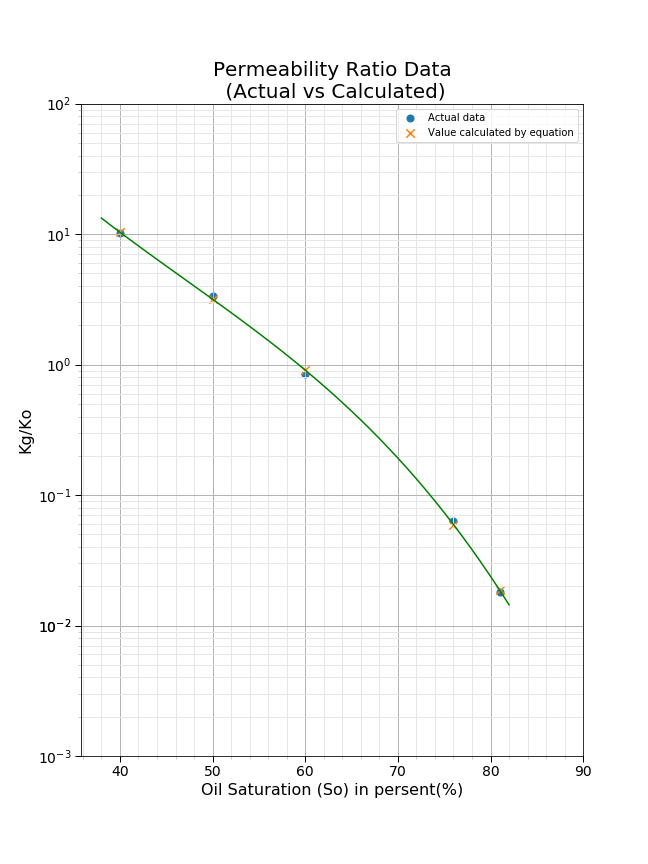 Permeability Ratio Data
(Actual vs Calculated)
Actual data
Value calculated by equation
10²
10¹
10⁰
10⁻¹
10⁻²
10⁻³
Kg/Ko
40 50 60 70 80 90
Oil Saturation (So) in persent(%)